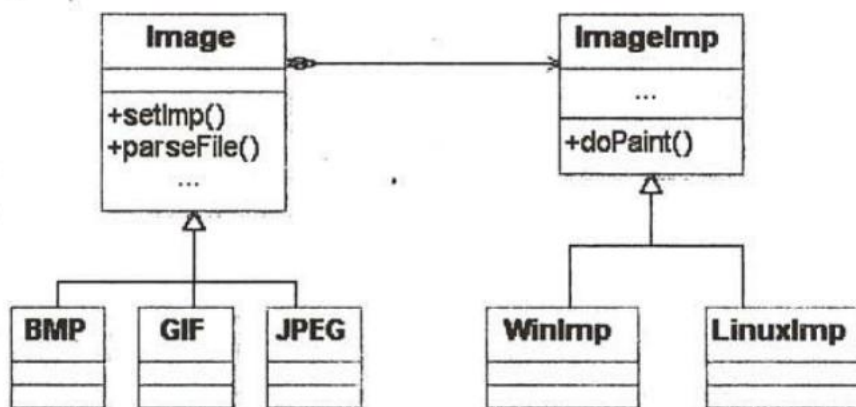 Image
+setImp()
+parseFile()
...
ImageImp
...
+doPaint()
BMP
GIF
JPEG
WinImp
LinuxImp